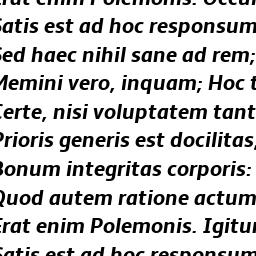 Erat enim Polemonis. Occur
Satis est ad hoc responsum
Sed haec nihil sane ad rem;
Memini vero, inquam; Hoc t
Certe, nisi voluptatem tant
Prioris generis est docilitas,
Bonum integritas corporis:
Quod autem ratione actum
Erat enim Polemonis. Igitur
Satis est ad hoc responsum